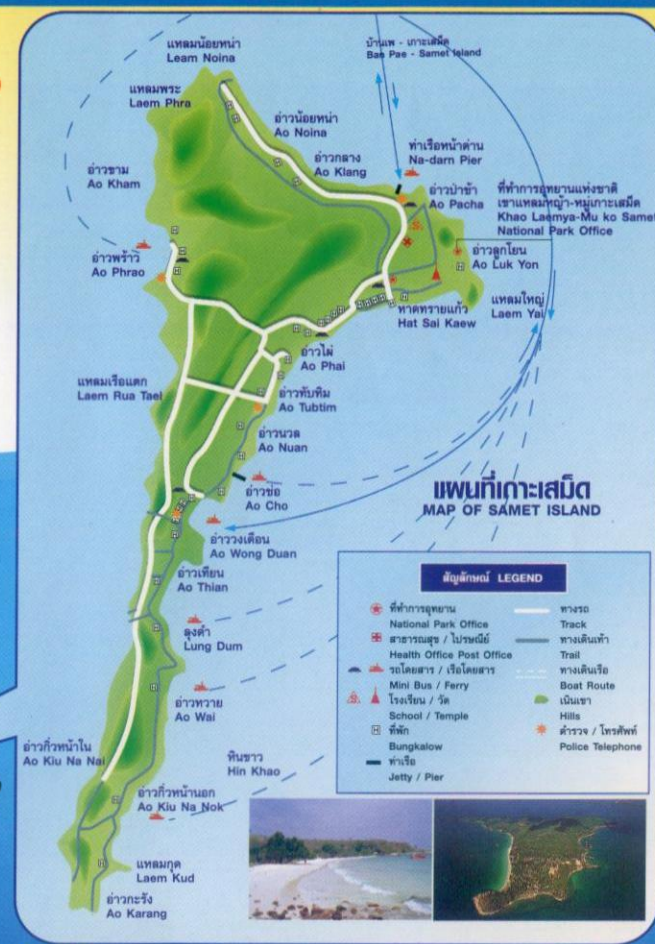 แหลมน้อยหน่า
Leam Noina
บ้านเพ - เกาะเสม็ด
Bae Pae - Samet Island
แหลมพระ
Laem Phra
อ่าวน้อยหน่า
Ao Noina
อ่าวกลาง
Ao Klang
ท่าเรือหน้าด่าน
Na-darn Pier
อ่าวขาม
Ao Kham
อ่าวป่าช้า
Ao Pacha
ที่ทำการอุทยานแห่งชาติ
เขาแหลมหญ้า-หมู่เกาะเสม็ด
Khao Laemya-Mu ko Samet
National Park Office
อ่าวพร้าว
Ao Phrao
อ่าวลูกโยน
Ao Luk Yon
หาดทรายแก้ว
Hat Sai Kaew
แหลมใหญ่
Laem Yai
อ่าวไผ่
Ao Phai
แหลมเรือแตก
Laem Rua Tael
อ่าวทับทิม
Ao Tubtim
อ่าวนวล
Ao Nuan
อ่าวช่อ
Ao Cho
แผนที่เกาะเสม็ด
MAP OF SAMET ISLAND
อ่าววงเดือน
Ao Wong Duan
อ่าวเทียน
Ao Thian
ลุงดำ
Lung Dum
อ่าวหวาย
Ao Wai
อ่าวกิ่วหน้าใน
Ao Kiu Na Nai
หินขาว
Hin Khao
อ่าวกิ่วหน้านอก
Ao Kiu Na Nok
แหลมกุด
Laem Kud
อ่าวกะรัง
Ao Karang
สัญลักษณ์ LEGEND
ที่ทำการอุทยาน
National Park Office
สาธารณสุข / ไปรษณีย์
Health Office Post Office
รถโดยสาร / เรือโดยสาร
Mini Bus / Ferry
โรงเรียน / วัด
School / Temple
ที่พัก
Bungkalow
ท่าเรือ
Jetty / Pier
ทางรถ
Track
ทางเดินเท้า
Trail
ทางเดินเรือ
Boat Route
เนินเขา
Hills
ตำรวจ / โทรศัพท์
Police Telephone